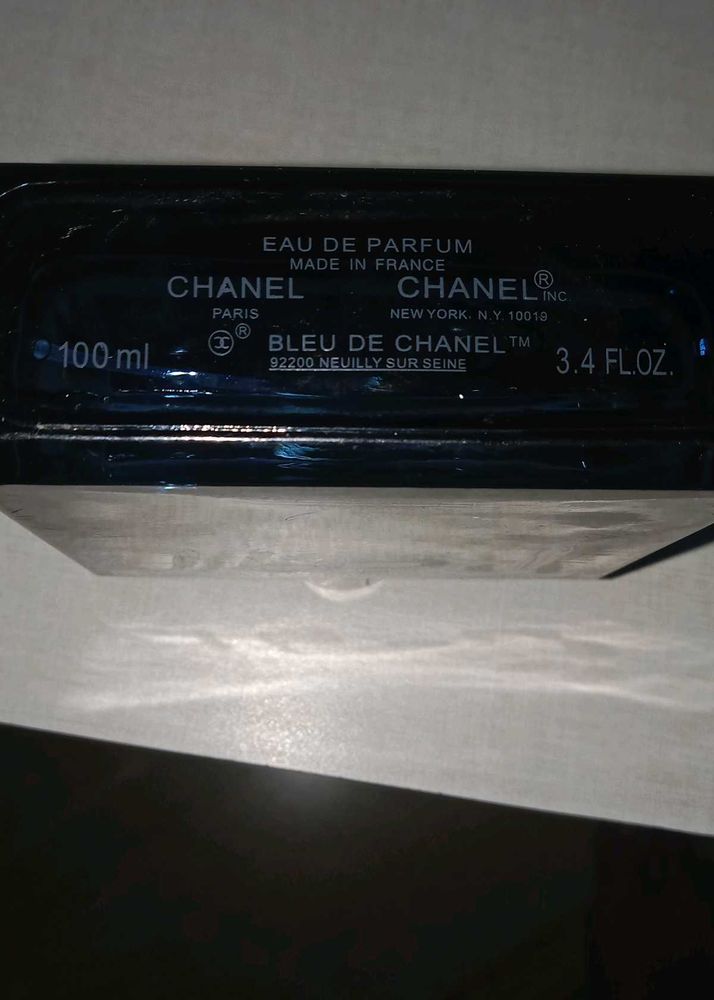 EAU DE PARFUM
MADE IN FRANCE
CHANEL CHANEL® INC.
PARIS NEW YORK. N.Y. 10019
® BLEU DE CHANEL™
100 ml 92200 NEUILLY SUR SEINE 3.4 FL.OZ.